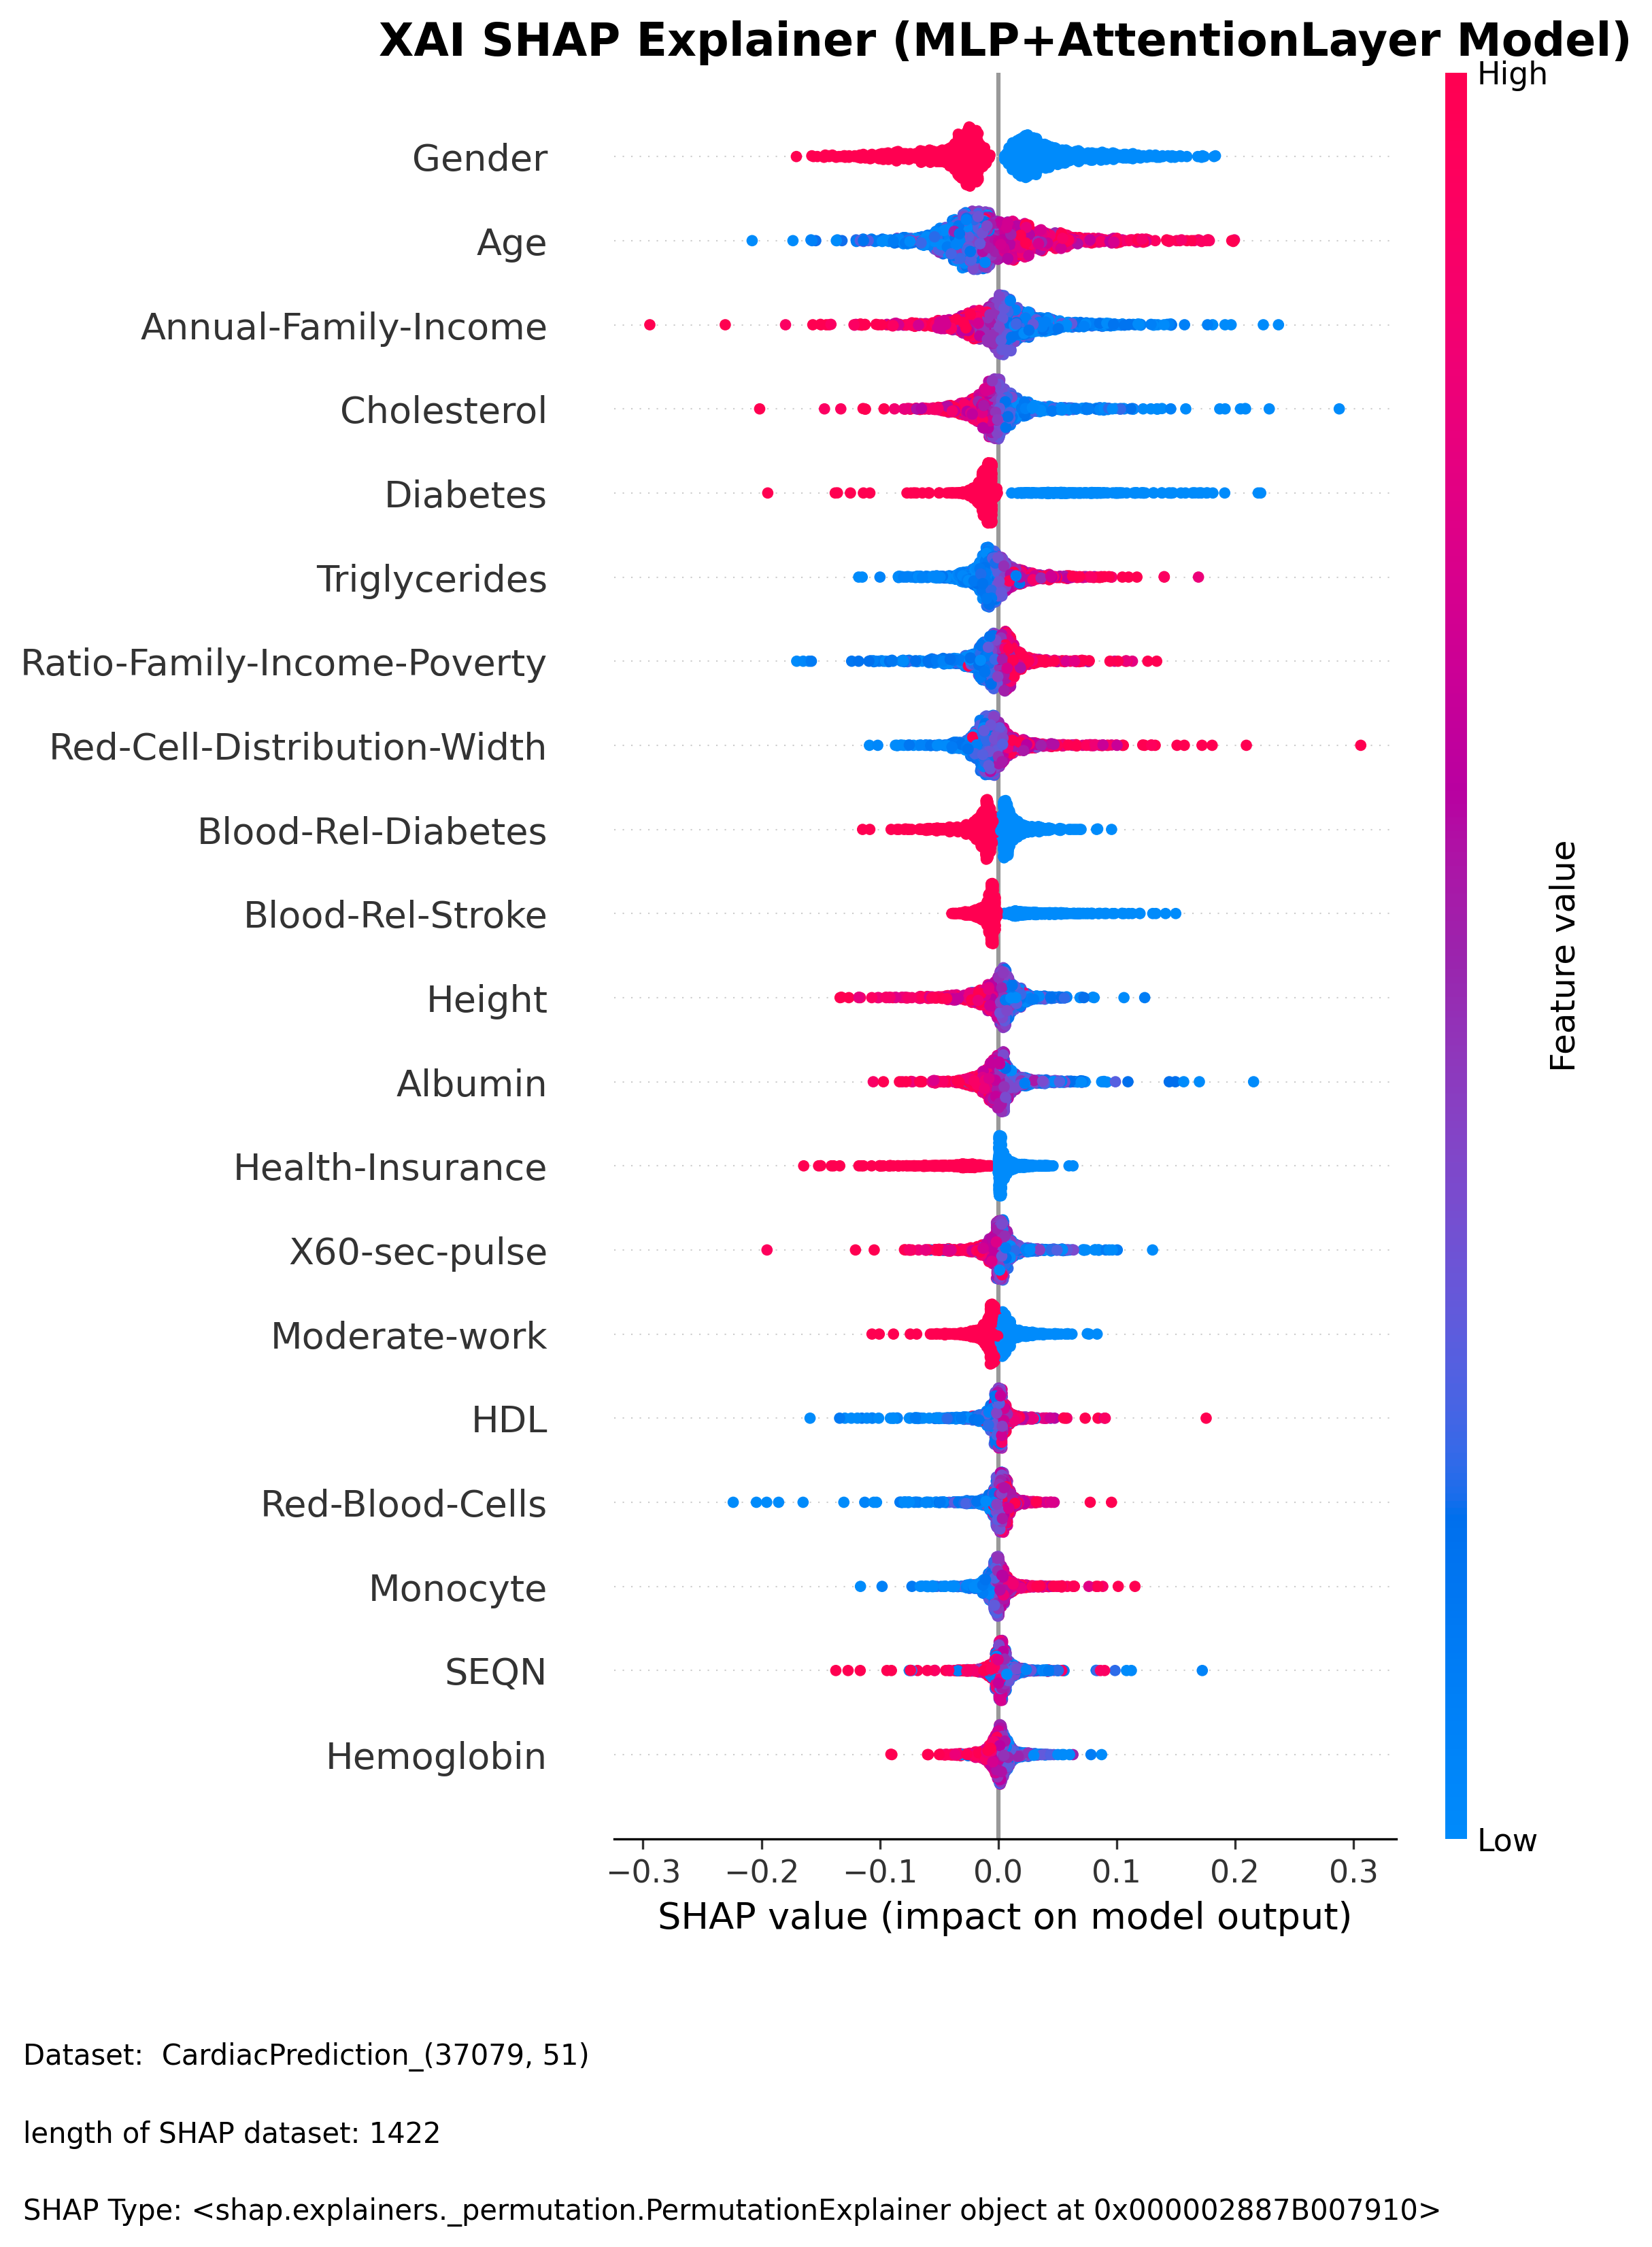 XAI SHAP Explainer (MLP+AttentionLayer Model)
High
Gender
Age
Annual-Family-Income
Cholesterol
Diabetes
Triglycerides
Ratio-Family-Income-Poverty
Red-Cell-Distribution-Width
Blood-Rel-Diabetes
Blood-Rel-Stroke
Height
Albumin
Health-Insurance
X60-sec-pulse
Moderate-work
HDL
Red-Blood-Cells
Monocyte
SEQN
Hemoglobin
Feature value
Low
−0.3 −0.2 −0.1 0.0 0.1 0.2 0.3
SHAP value (impact on model output)
Dataset:  CardiacPrediction_(37079, 51)
length of SHAP dataset: 1422
SHAP Type: <shap.explainers._permutation.PermutationExplainer object at 0x000002887B007910>